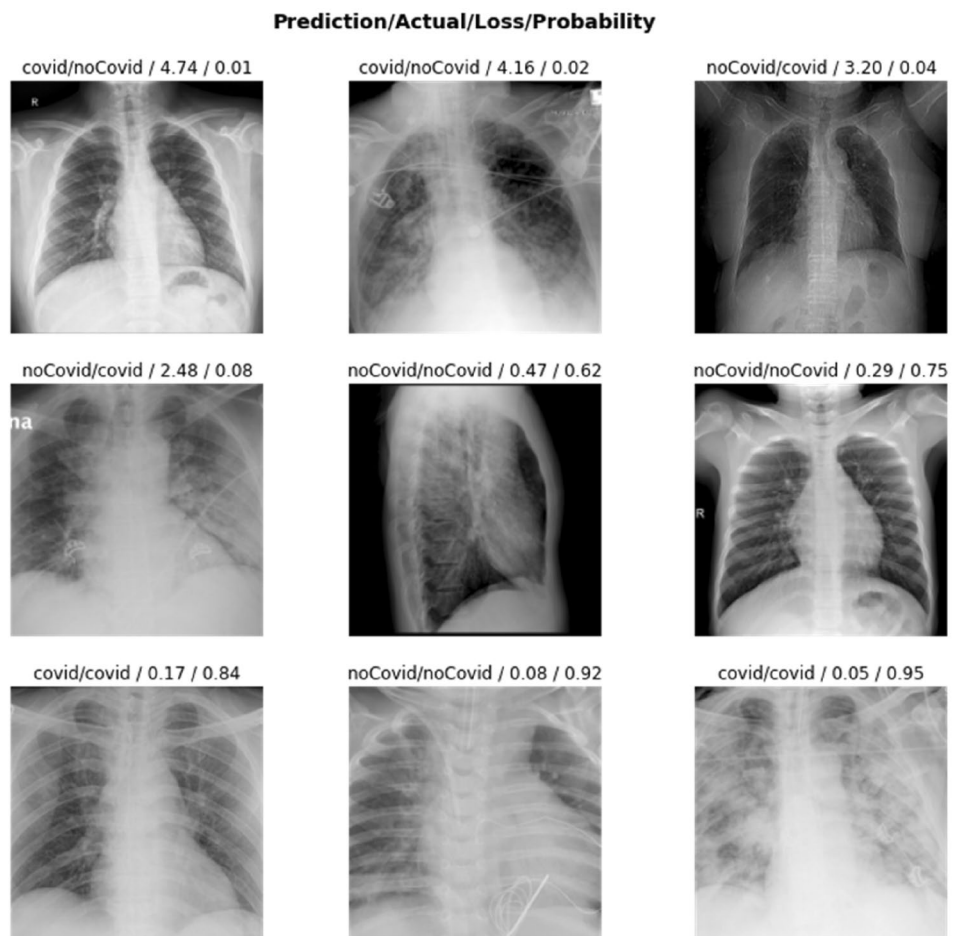 Prediction/Actual/Loss/Probability
covid/noCovid / 4.74 / 0.01
covid/noCovid / 4.16 / 0.02
noCovid/covid / 3.20 / 0.04
R
noCovid/covid / 2.48 / 0.08
noCovid/noCovid / 0.47 / 0.62
noCovid/noCovid / 0.29 / 0.75
na
R
covid/covid / 0.17 / 0.84
noCovid/noCovid / 0.08 / 0.92
covid/covid / 0.05 / 0.95